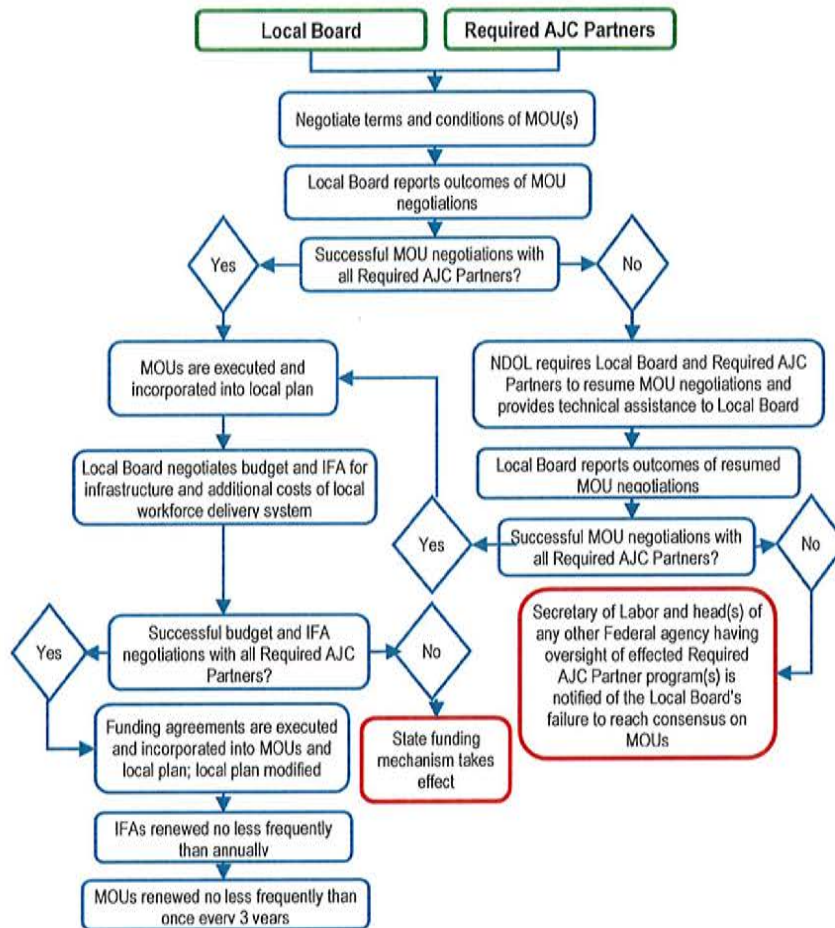 Local Board
Required AJC Partners
Negotiate terms and conditions of MOU(s)
Local Board reports outcomes of MOU
negotiations
Yes
Successful MOU negotiations with
all Required AJC Partners?
No
MOUs are executed and
incorporated into local plan
NDOL requires Local Board and Required AJC
Partners to resume MOU negotiations and
provides technical assistance to Local Board
Local Board negotiates budget and IFA for
infrastructure and additional costs of local
workforce delivery system
Local Board reports outcomes of resumed
MOU negotiations
Yes
Successful MOU negotiations with
all Required AJC Partners?
No
Yes
Successful budget and IFA
negotiations with all Required AJC
Partners?
No
Secretary of Labor and head(s) of
any other Federal agency having
oversight of effected Required
AJC Partner program(s) is
notified of the Local Board's
failure to reach consensus on
MOUs
Funding agreements are executed
and incorporated into MOUs and
local plan; local plan modified
State funding
mechanism takes
effect
IFAs renewed no less frequently
than annually
MOUs renewed no less frequently than
once every 3 years